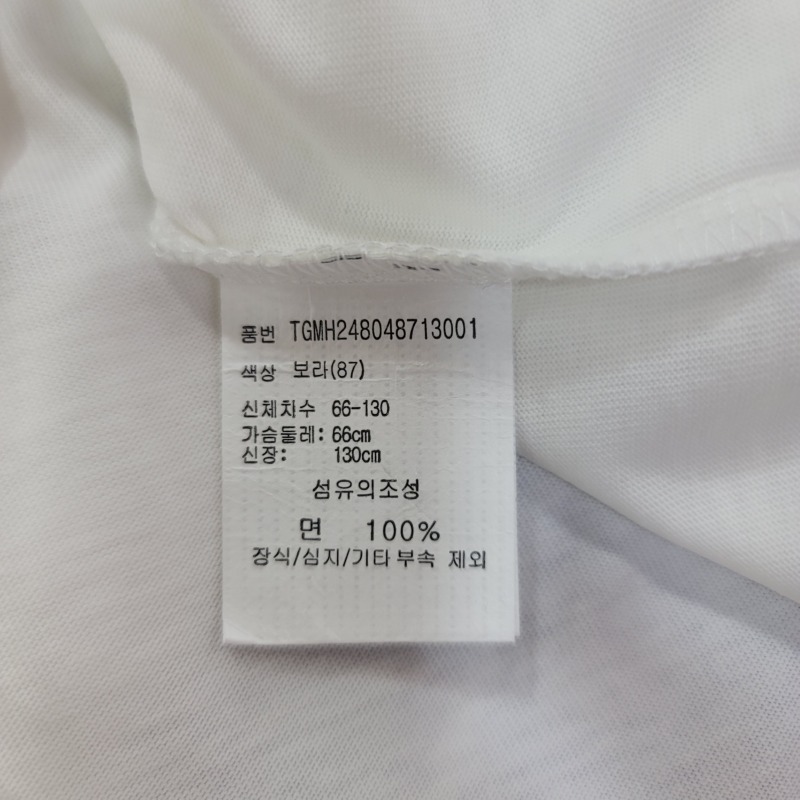 품번 TGMH248048713001
색상 보라(87)
신체차수 66-130
가슴둘레: 66cm
신장: 130cm
섬유의조성
면 100%
장식/심지/기타 부속 제외